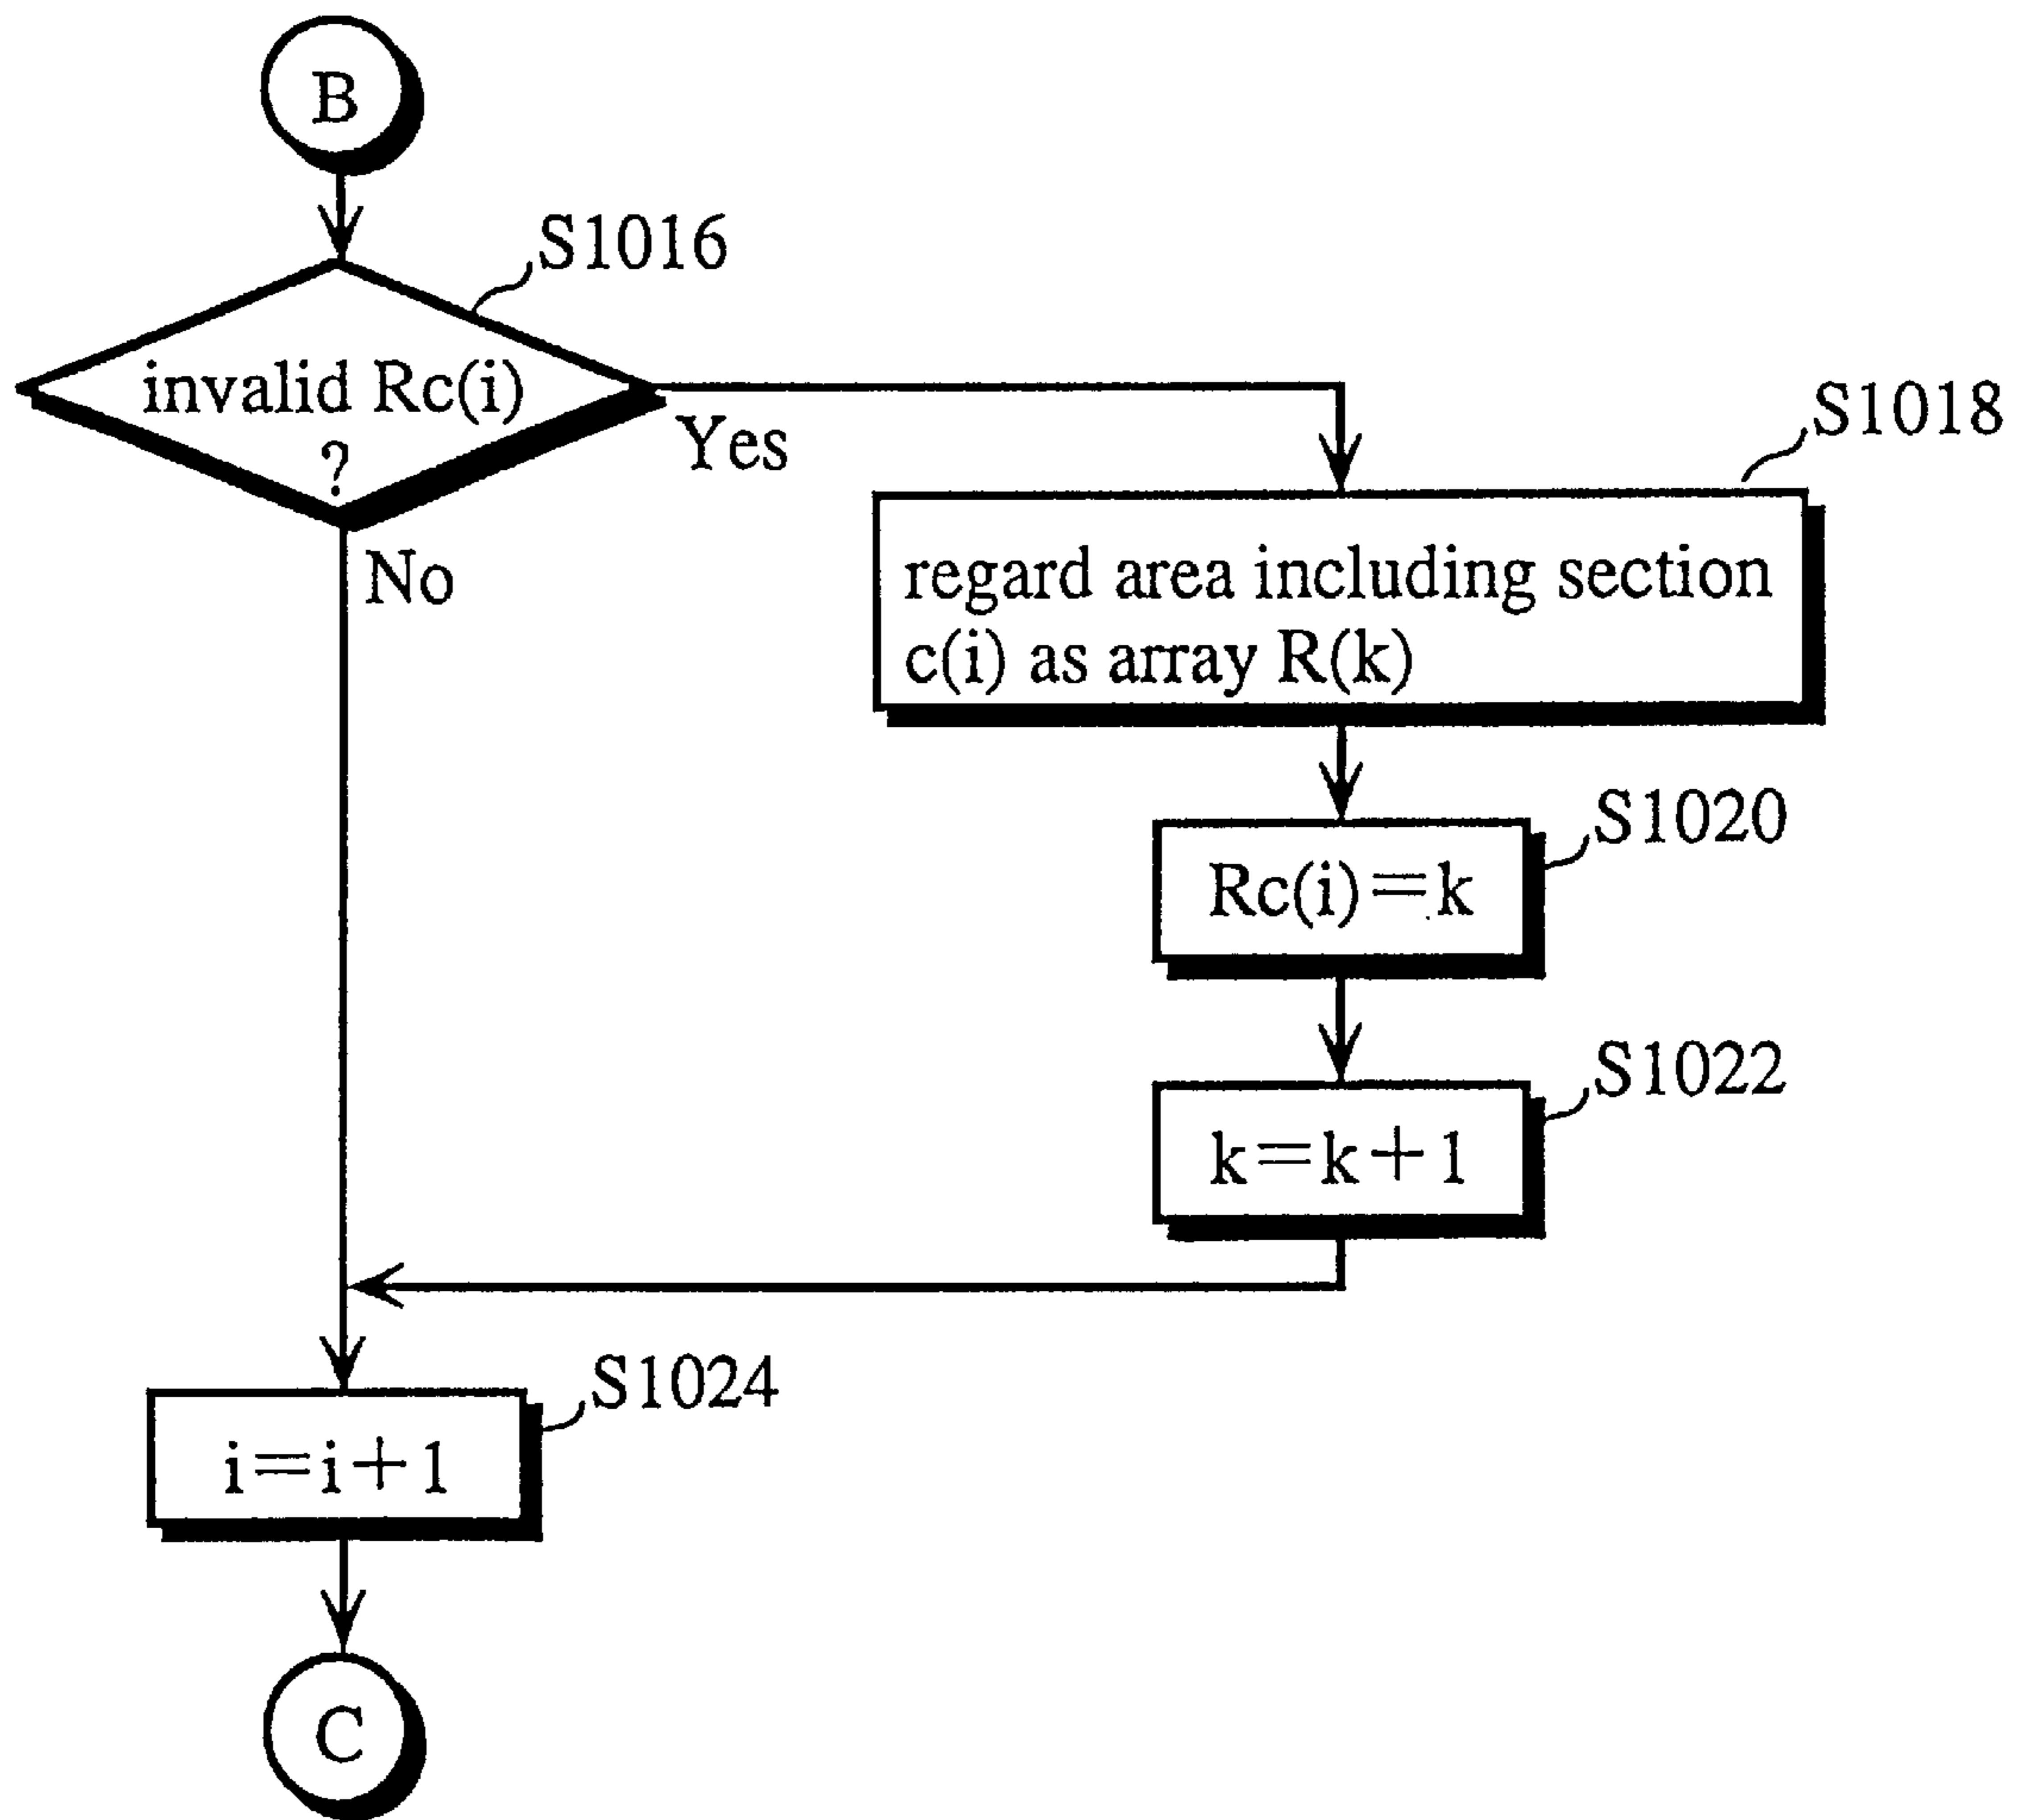 B
S1016
invalid Rc(i)
?
Yes
No
S1018
regard area including section
c(i) as array R(k)
S1020
Rc(i)=k
S1022
k=k+1
S1024
i=i+1
C